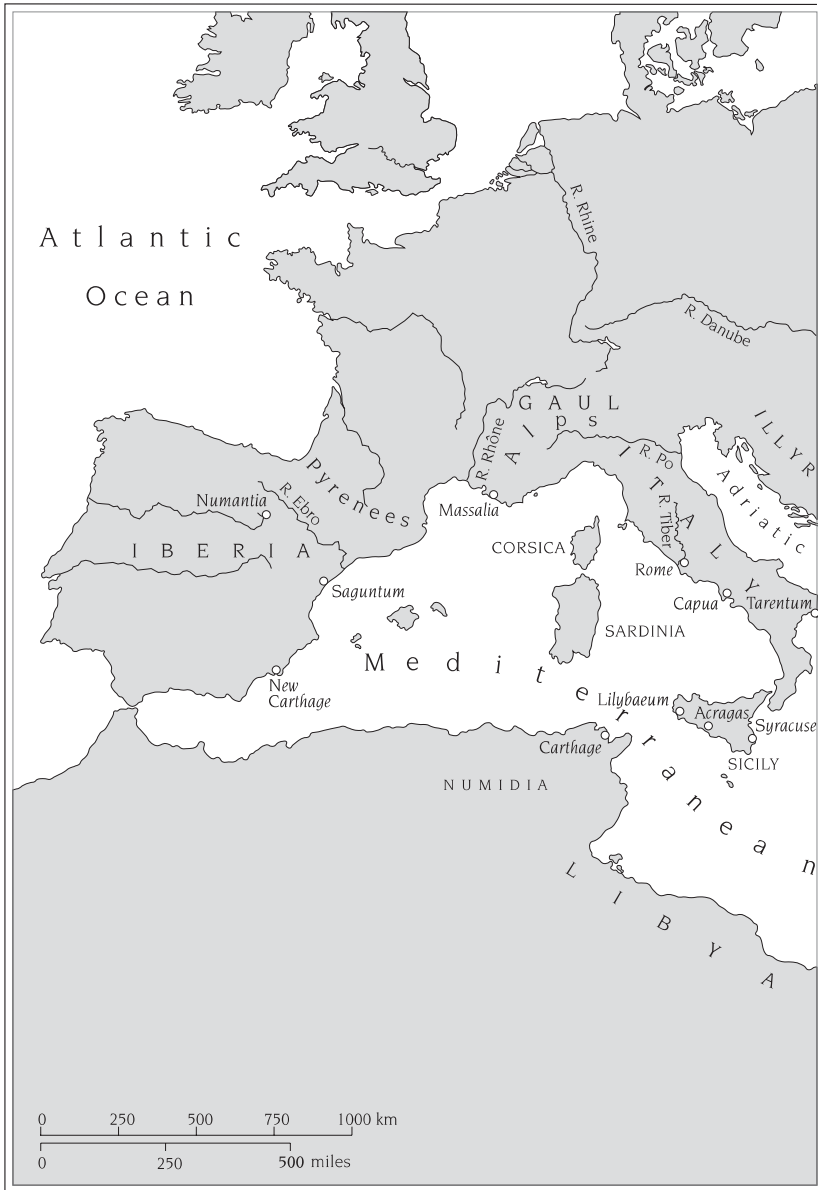 R. Rhine
Atlantic
Ocean
R. Danube
GAUL
Alps
ILLYR
R. Rhône
R. Po
ITALY
Adriatic
Pyrenees
Numantia
R. Ebro
Massalia
R. Tiber
IBERIA
CORSICA
Rome
Saguntum
Capua
Tarentum
SARDINIA
Mediterranean
New
Carthage
Lilybaeum
Acragas
Syracuse
Carthage
SICILY
NUMIDIA
LIBYA
0 250 500 750 1000 km
0 250 500 miles